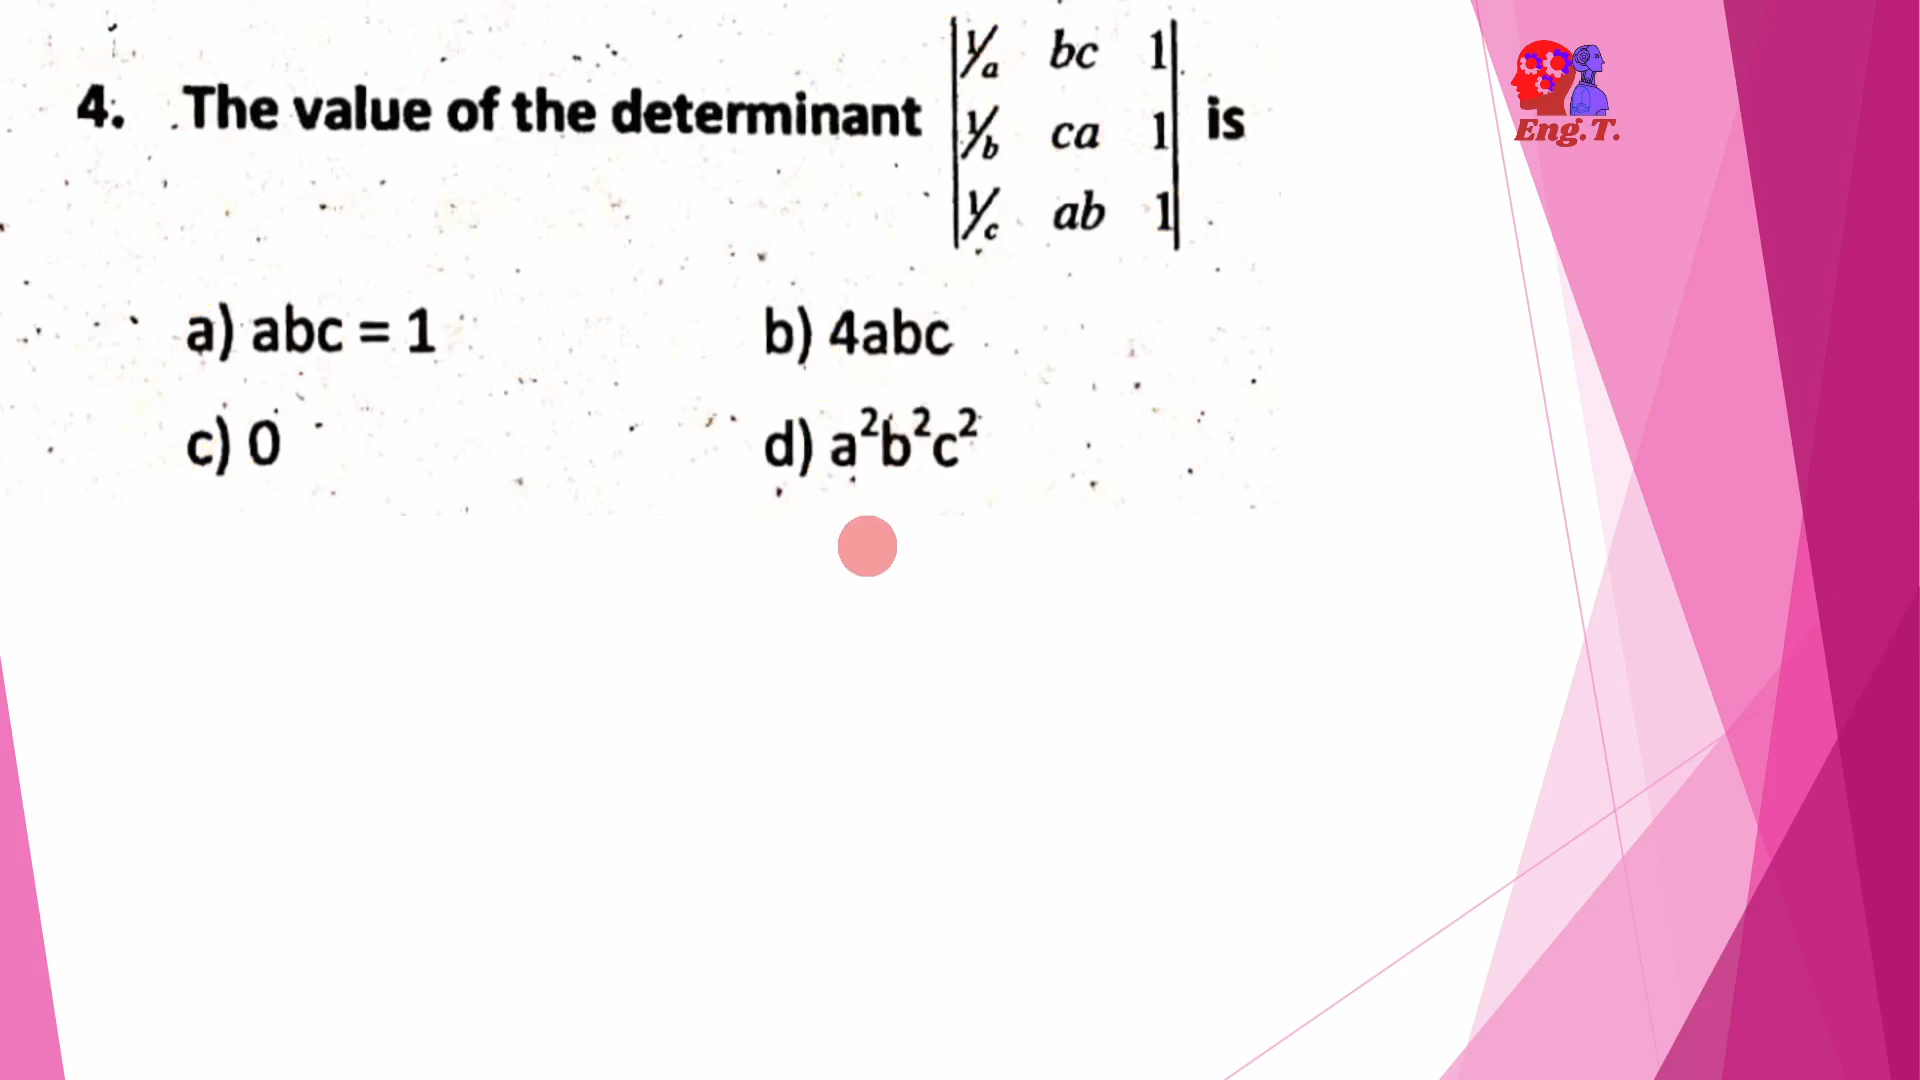 4. The value of the determinant is
1/a bc 1
1/b ca 1
1/c ab 1
a) abc = 1
b) 4abc
c) 0
d) a²b²c²
Eng.T.